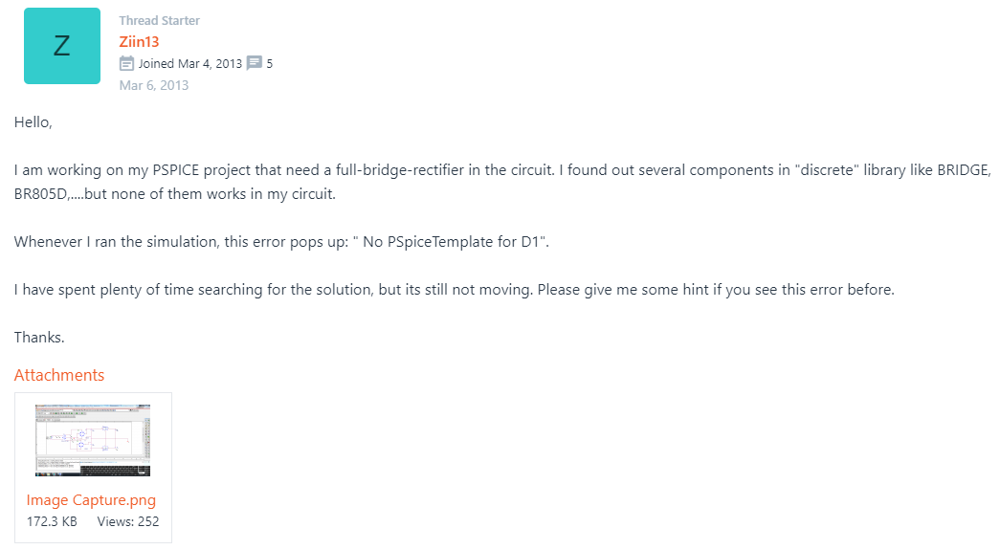 Thread Starter
Z
Ziin13
Joined Mar 4, 2013 5
Mar 6, 2013
Hello,
I am working on my PSPICE project that need a full-bridge-rectifier in the circuit. I found out several components in "discrete" library like BRIDGE,
BR805D,....but none of them works in my circuit.
Whenever I ran the simulation, this error pops up: " No PSpiceTemplate for D1".
I have spent plenty of time searching for the solution, but its still not moving. Please give me some hint if you see this error before.
Thanks.
Attachments
Image Capture.png
172.3 KB Views: 252